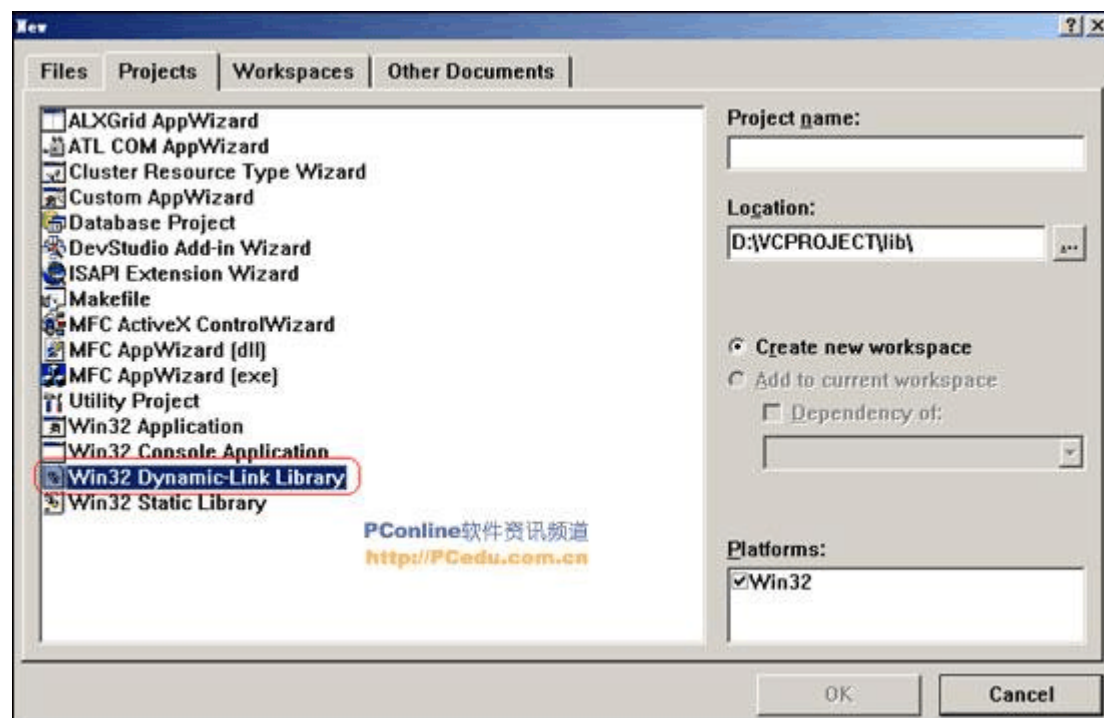 New
Files
Projects
Workspaces
Other Documents
ALXGrid AppWizard
ATL COM AppWizard
Cluster Resource Type Wizard
Custom AppWizard
Database Project
DevStudio Add-in Wizard
ISAPI Extension Wizard
Makefile
MFC ActiveX ControlWizard
MFC AppWizard (dll)
MFC AppWizard (exe)
Utility Project
Win32 Application
Win32 Console Application
Win32 Dynamic-Link Library
Win32 Static Library
PConline软件资讯频道
http://PCedu.com.cn
Project name:
Location:
D:\VCPROJECT\lib\
...
Create new workspace
Add to current workspace
Dependency of:
Platforms:
Win32
OK
Cancel